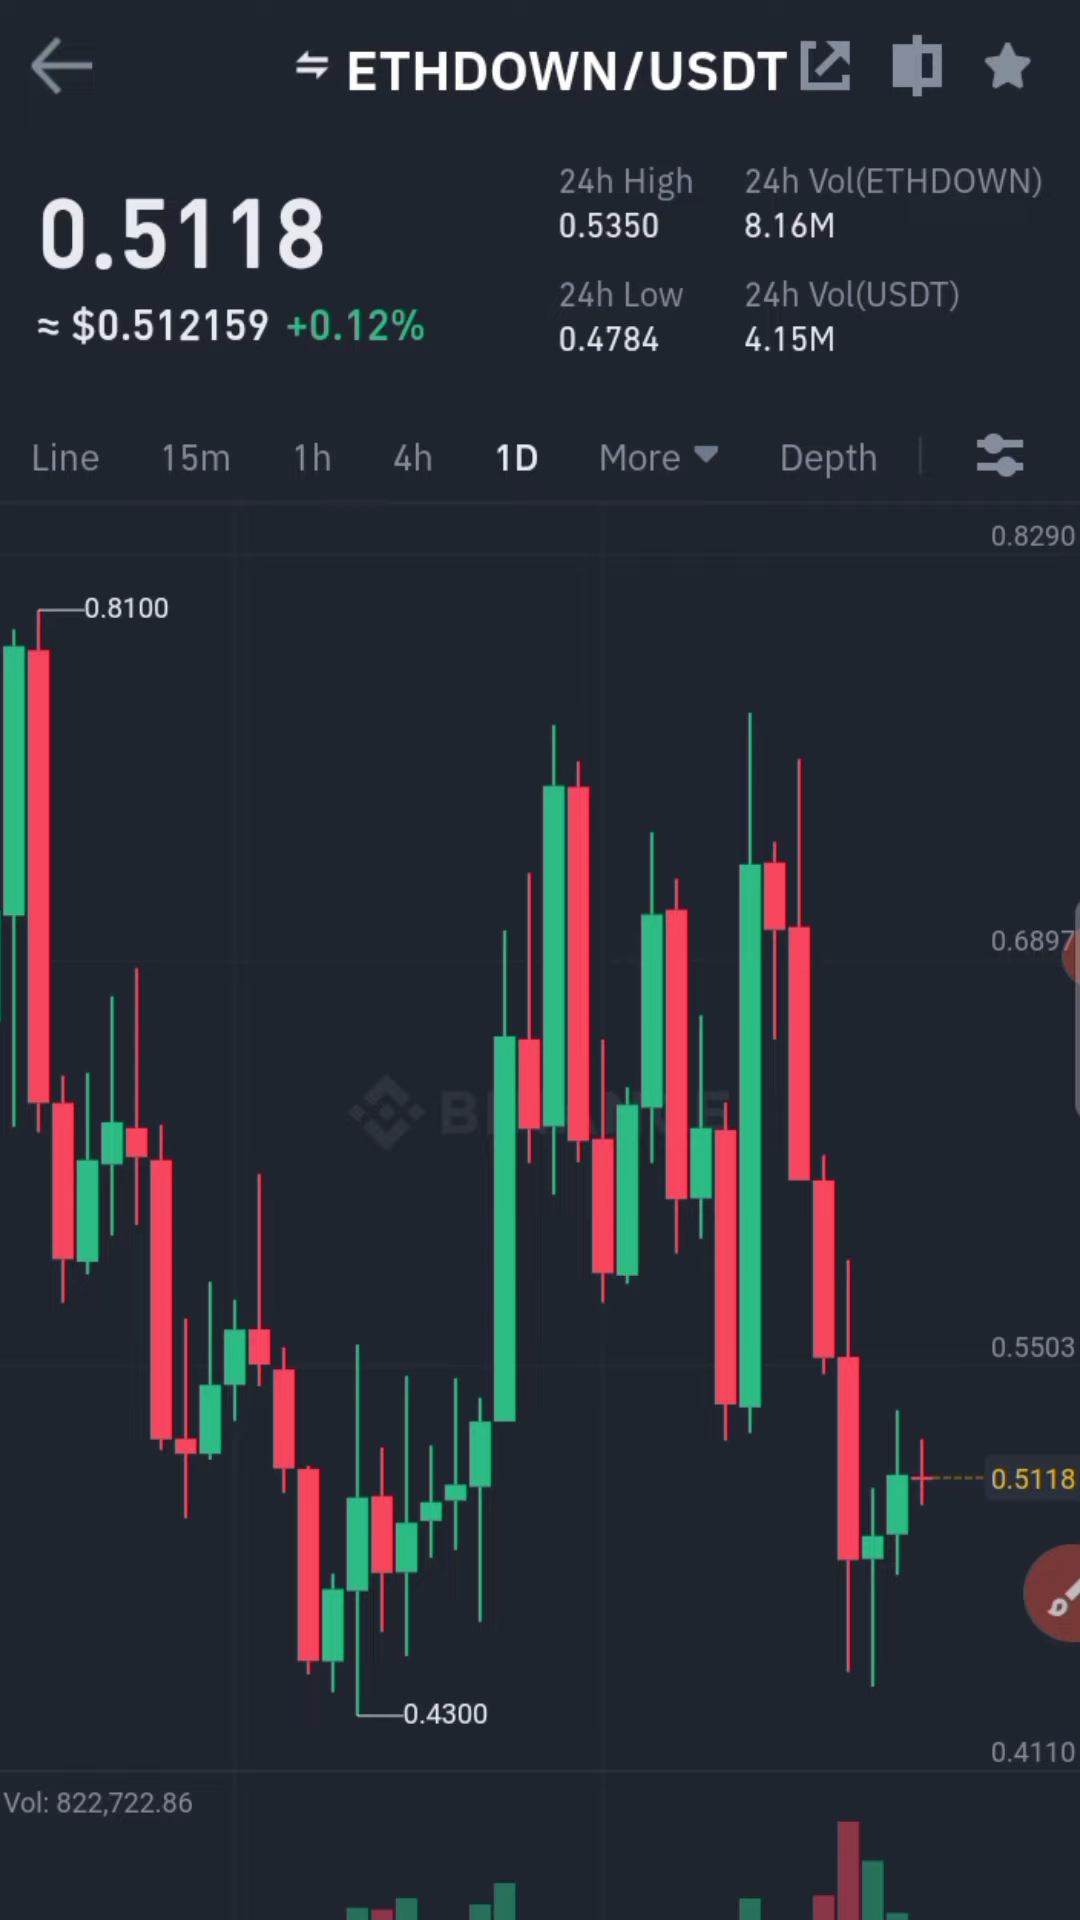 ETHDOWN/USDT
0.5118
≈ $0.512159 +0.12%
24h High
0.5350
24h Vol(ETHDOWN)
8.16M
24h Low
0.4784
24h Vol(USDT)
4.15M
Line 15m 1h 4h 1D More Depth
0.8290
0.8100
0.6897
BINANCE
0.5503
0.5118
0.4300
0.4110
Vol: 822,722.86